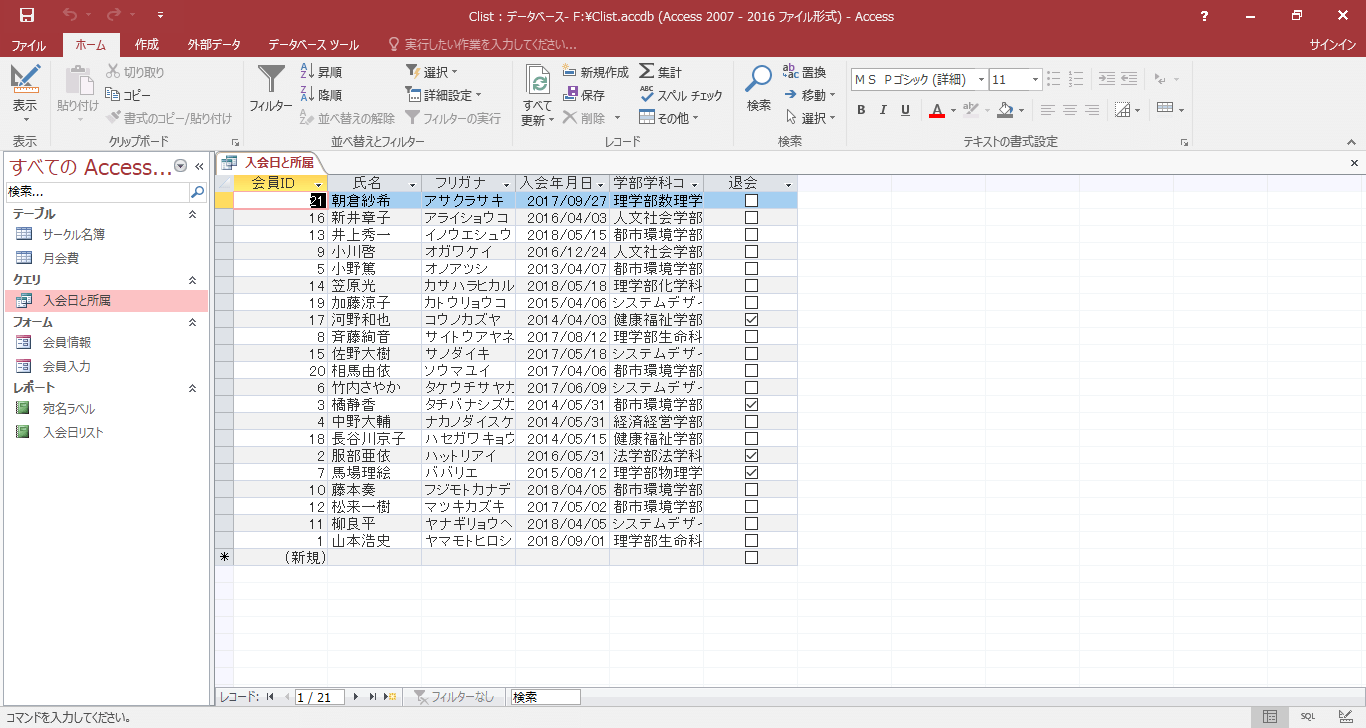 Clist : データベース- F:¥Clist.accdb (Access 2007 - 2016 ファイル形式) - Access
?
ファイル ホーム 作成 外部データ データベース ツール 実行したい作業を入力してください... サインイン
表示
表示
貼り付け
切り取り
コピー
書式のコピー/貼り付け
クリップボード
フィルター
昇順
降順
並べ替えの解除
選択
詳細設定
フィルターの実行
並べ替えとフィルター
すべて
更新
新規作成
保存
削除
集計
スペル チェック
その他
レコード
検索
置換
移動
選択
検索
MS Pゴシック (詳細) 11
B I U A
テキストの書式設定
すべての Access... «
検索...
テーブル
サークル名簿
月会費
クエリ
入会日と所属
フォーム
会員情報
会員入力
レポート
宛名ラベル
入会日リスト
入会日と所属
会員ID 氏名 フリガナ 入会年月日 学部学科コ 退会
21 朝倉紗希 アサクラサキ 2017/09/27 理学部数理学
16 新井章子 アライショウコ 2016/04/03 人文社会学部
13 井上秀一 イノウエシュウ 2018/05/15 都市環境学部
9 小川啓 オガワケイ 2016/12/24 人文社会学部
5 小野篤 オノアツシ 2013/04/07 都市環境学部
14 笠原光 カサハラヒカル 2018/05/18 理学部化学科
19 加藤涼子 カトウリョウコ 2015/04/06 システムデザイ
17 河野和也 コウノカズヤ 2014/04/03 健康福祉学部
8 斉藤絢音 サイトウアヤネ 2017/08/12 理学部生命科
15 佐野大樹 サノダイキ 2017/05/18 システムデザイ
20 相馬由依 ソウマユイ 2017/04/06 都市環境学部
6 竹内さやか タケウチサヤカ 2017/06/09 システムデザイ
3 橘静香 タチバナシズカ 2014/05/31 都市環境学部
4 中野大輔 ナカノダイスケ 2014/05/31 経済経営学部
18 長谷川京子 ハセガワキョウ 2014/05/15 健康福祉学部
2 服部亜依 ハットリアイ 2016/05/31 法学部法学科
7 馬場理絵 ババリエ 2015/08/12 理学部物理学
10 藤本奏 フジモトカナデ 2018/04/05 都市環境学部
12 松来一樹 マツキカズキ 2017/05/02 都市環境学部
11 柳良平 ヤナギリョウヘ 2018/04/05 システムデザイ
1 山本浩史 ヤマモトヒロシ 2018/09/01 理学部生命科
* (新規)
レコード: 1 / 21 フィルターなし 検索
コマンドを入力してください。 SQL